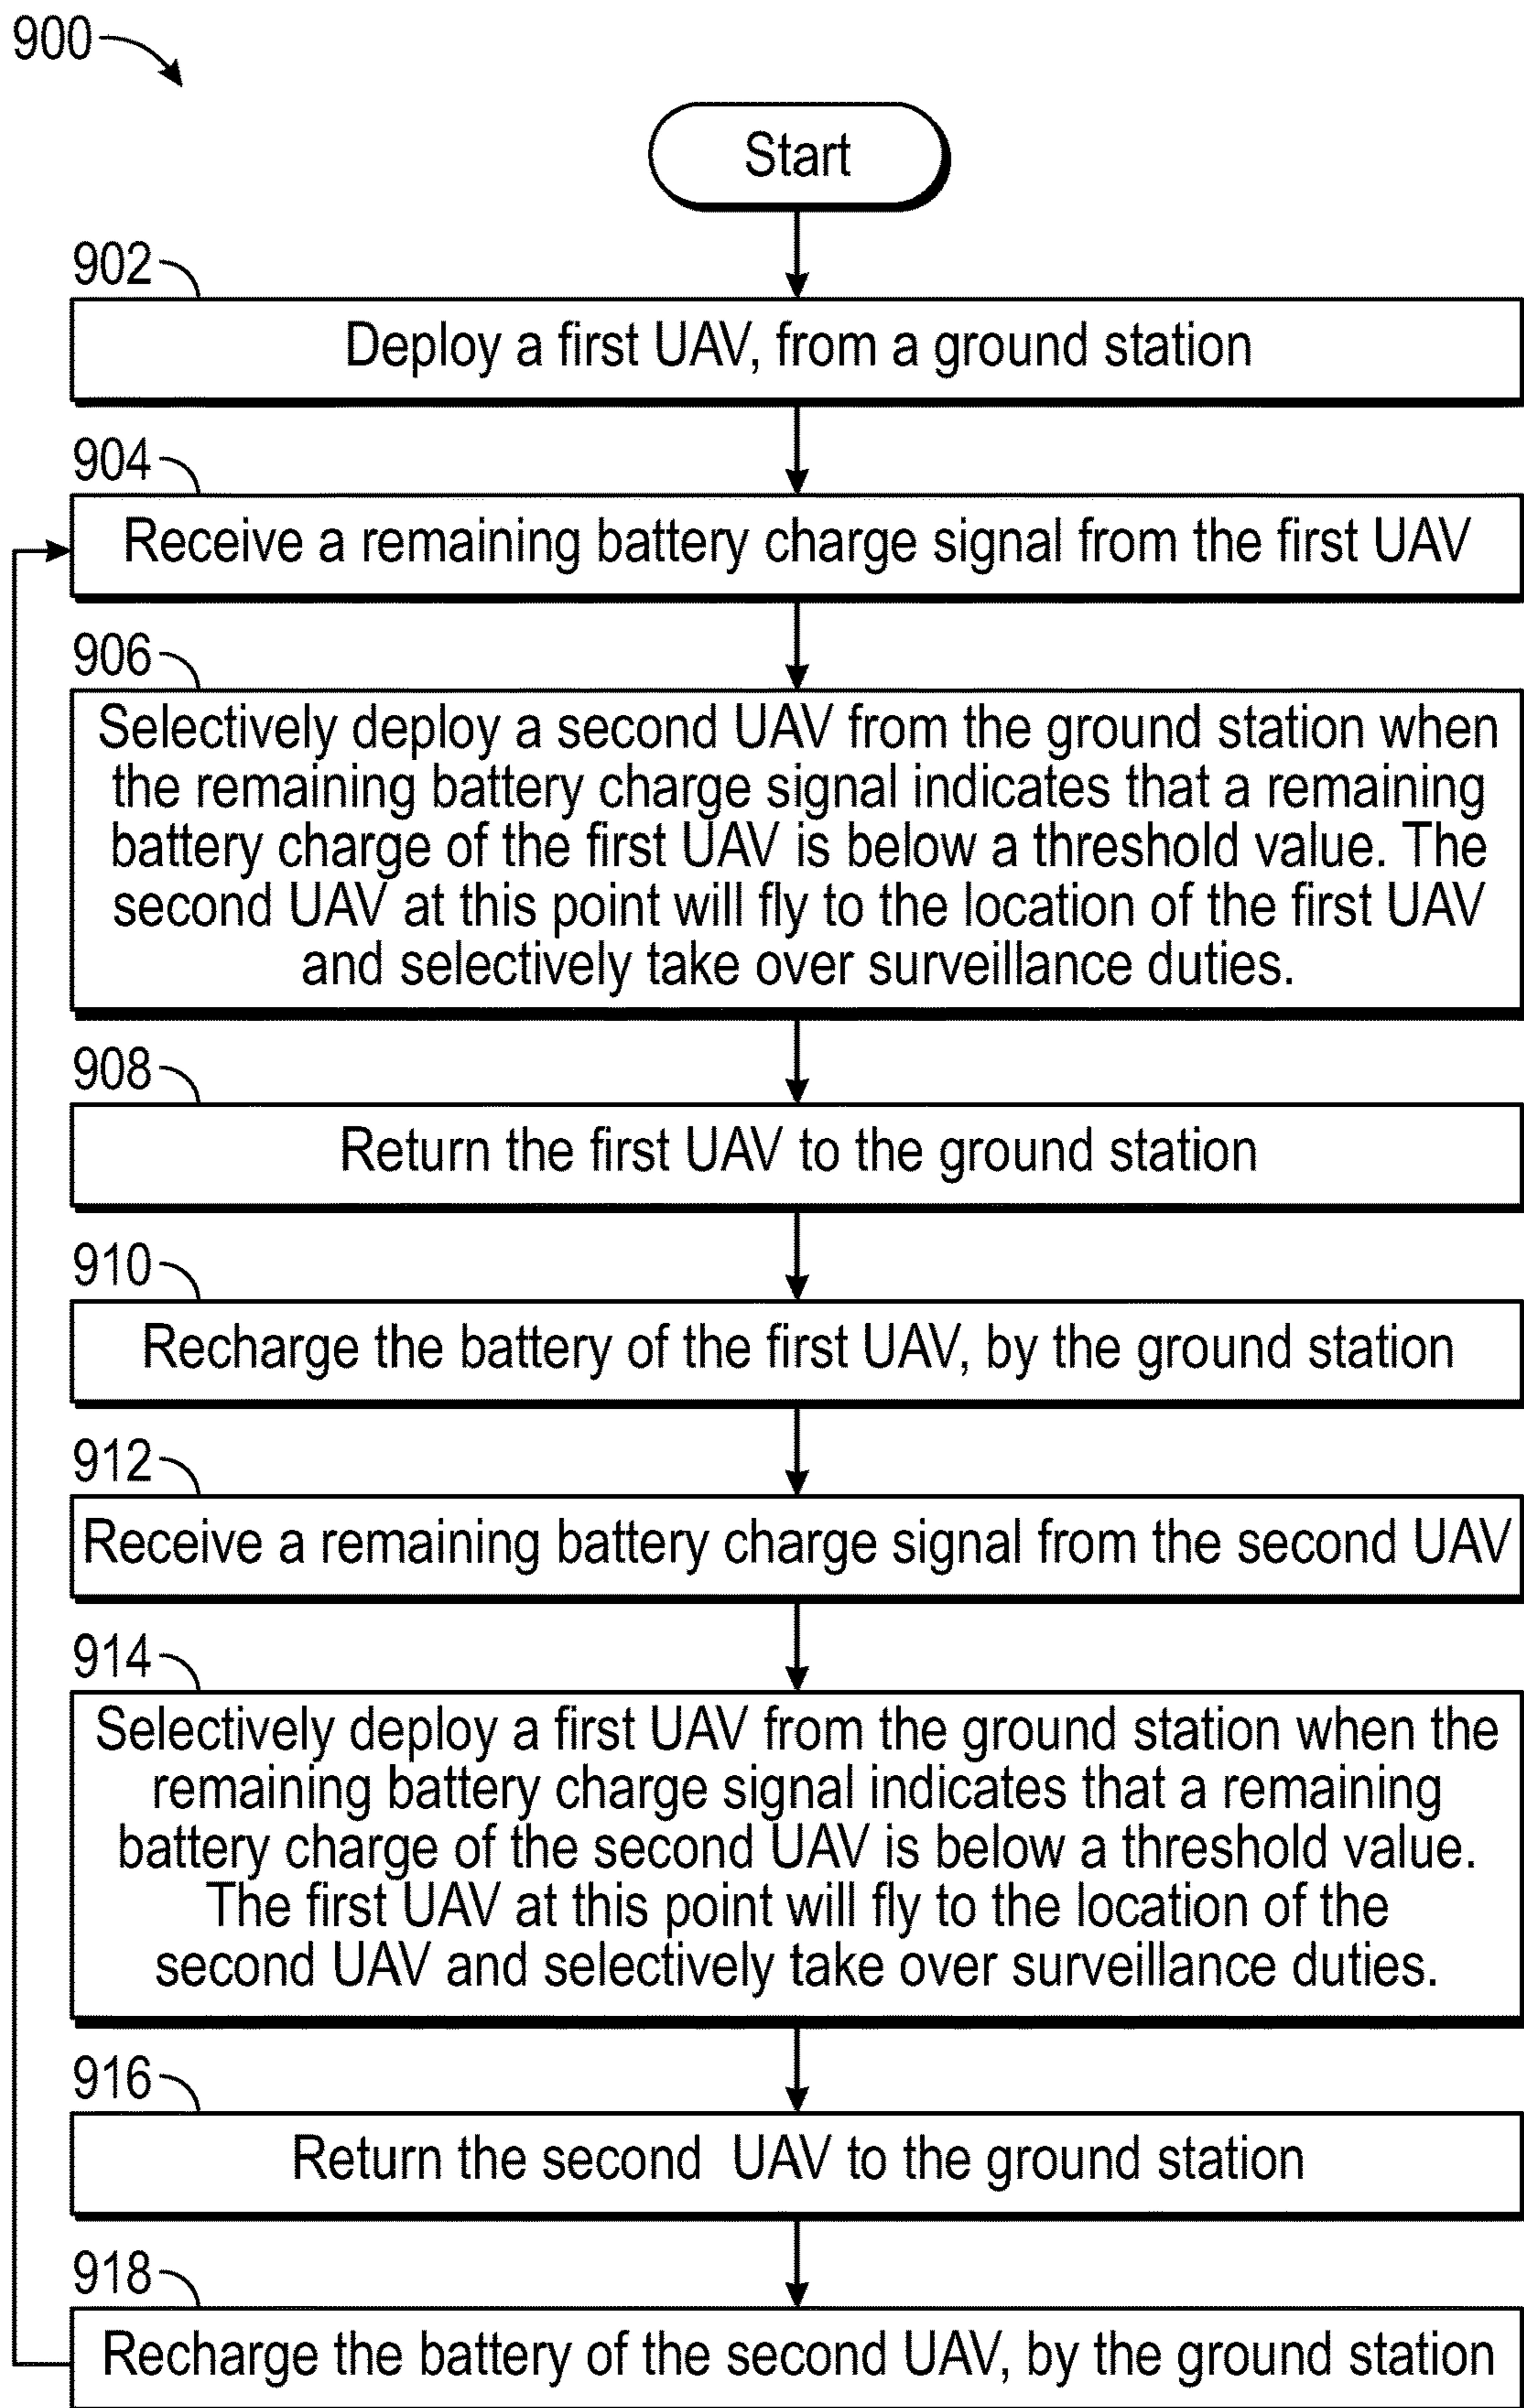 900
Start
902
Deploy a first UAV, from a ground station
904
Receive a remaining battery charge signal from the first UAV
906
Selectively deploy a second UAV from the ground station when
the remaining battery charge signal indicates that a remaining
battery charge of the first UAV is below a threshold value. The
second UAV at this point will fly to the location of the first UAV
and selectively take over surveillance duties.
908
Return the first UAV to the ground station
910
Recharge the battery of the first UAV, by the ground station
912
Receive a remaining battery charge signal from the second UAV
914
Selectively deploy a first UAV from the ground station when the
remaining battery charge signal indicates that a remaining
battery charge of the second UAV is below a threshold value.
The first UAV at this point will fly to the location of the
second UAV and selectively take over surveillance duties.
916
Return the second  UAV to the ground station
918
Recharge the battery of the second UAV, by the ground station